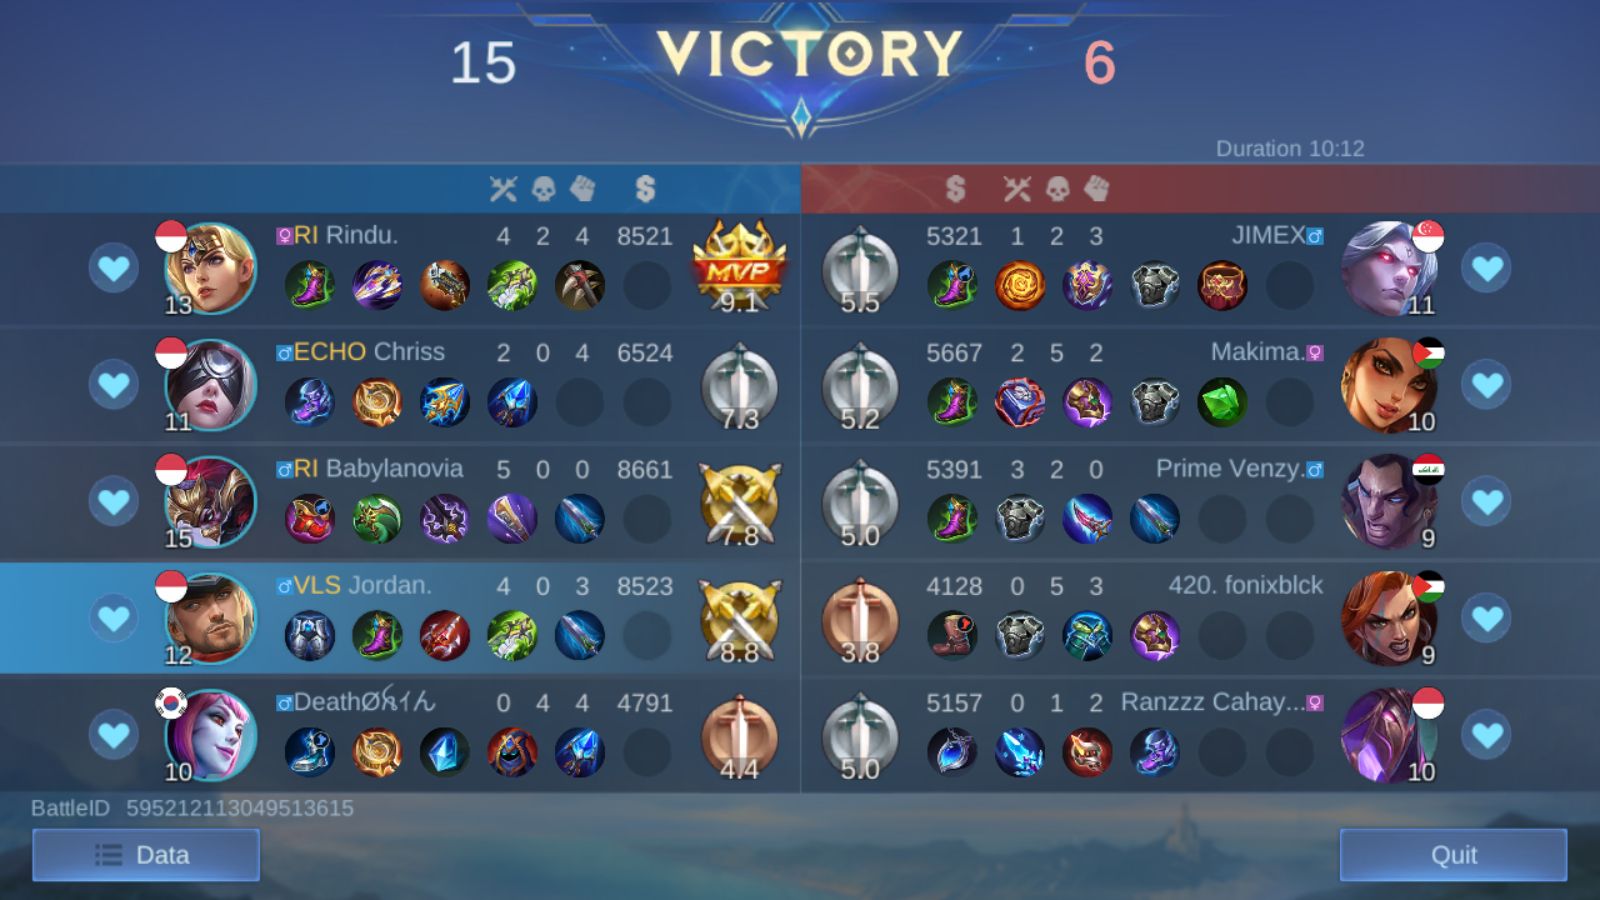 15 VICTORY 6
Duration 10:12
RI Rindu. 4 2 4 8521 MVP 9.1 13
5.5 5321 1 2 3 JIMEX 11
ECHO Chriss 2 0 4 6524 7.3 11
5.2 5667 2 5 2 Makima. 10
RI Babylanovia 5 0 0 8661 7.8 15
5.0 5391 3 2 0 Prime Venzy. 9
VLS Jordan. 4 0 3 8523 8.8 12
3.8 4128 0 5 3 420. fonixblck 9
0 4 4 4791 4.4 10
5.0 5157 0 1 2 Ranzzz Cahay... 10
BattleID 595212113049513615
Data
Quit